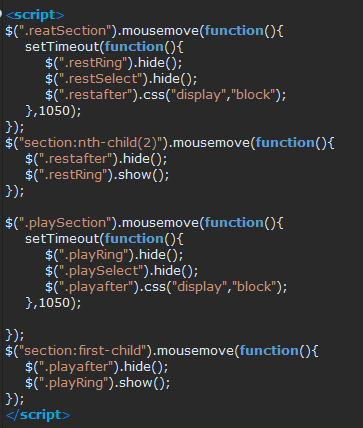 <script>
$(".reatSection").mousemove(function(){
setTimeout(function(){
$(".restRing").hide();
$(".restSelect").hide();
$(".restafter").css("display","block");
},1050);
});
$("section:nth-child(2)").mousemove(function(){
$(".restafter").hide();
$(".restRing").show();
});
$(".playSection").mousemove(function(){
setTimeout(function(){
$(".playRing").hide();
$(".playSelect").hide();
$(".playafter").css("display","block");
},1050);
});
$("section:first-child").mousemove(function(){
$(".playafter").hide();
$(".playRing").show();
});
</script>